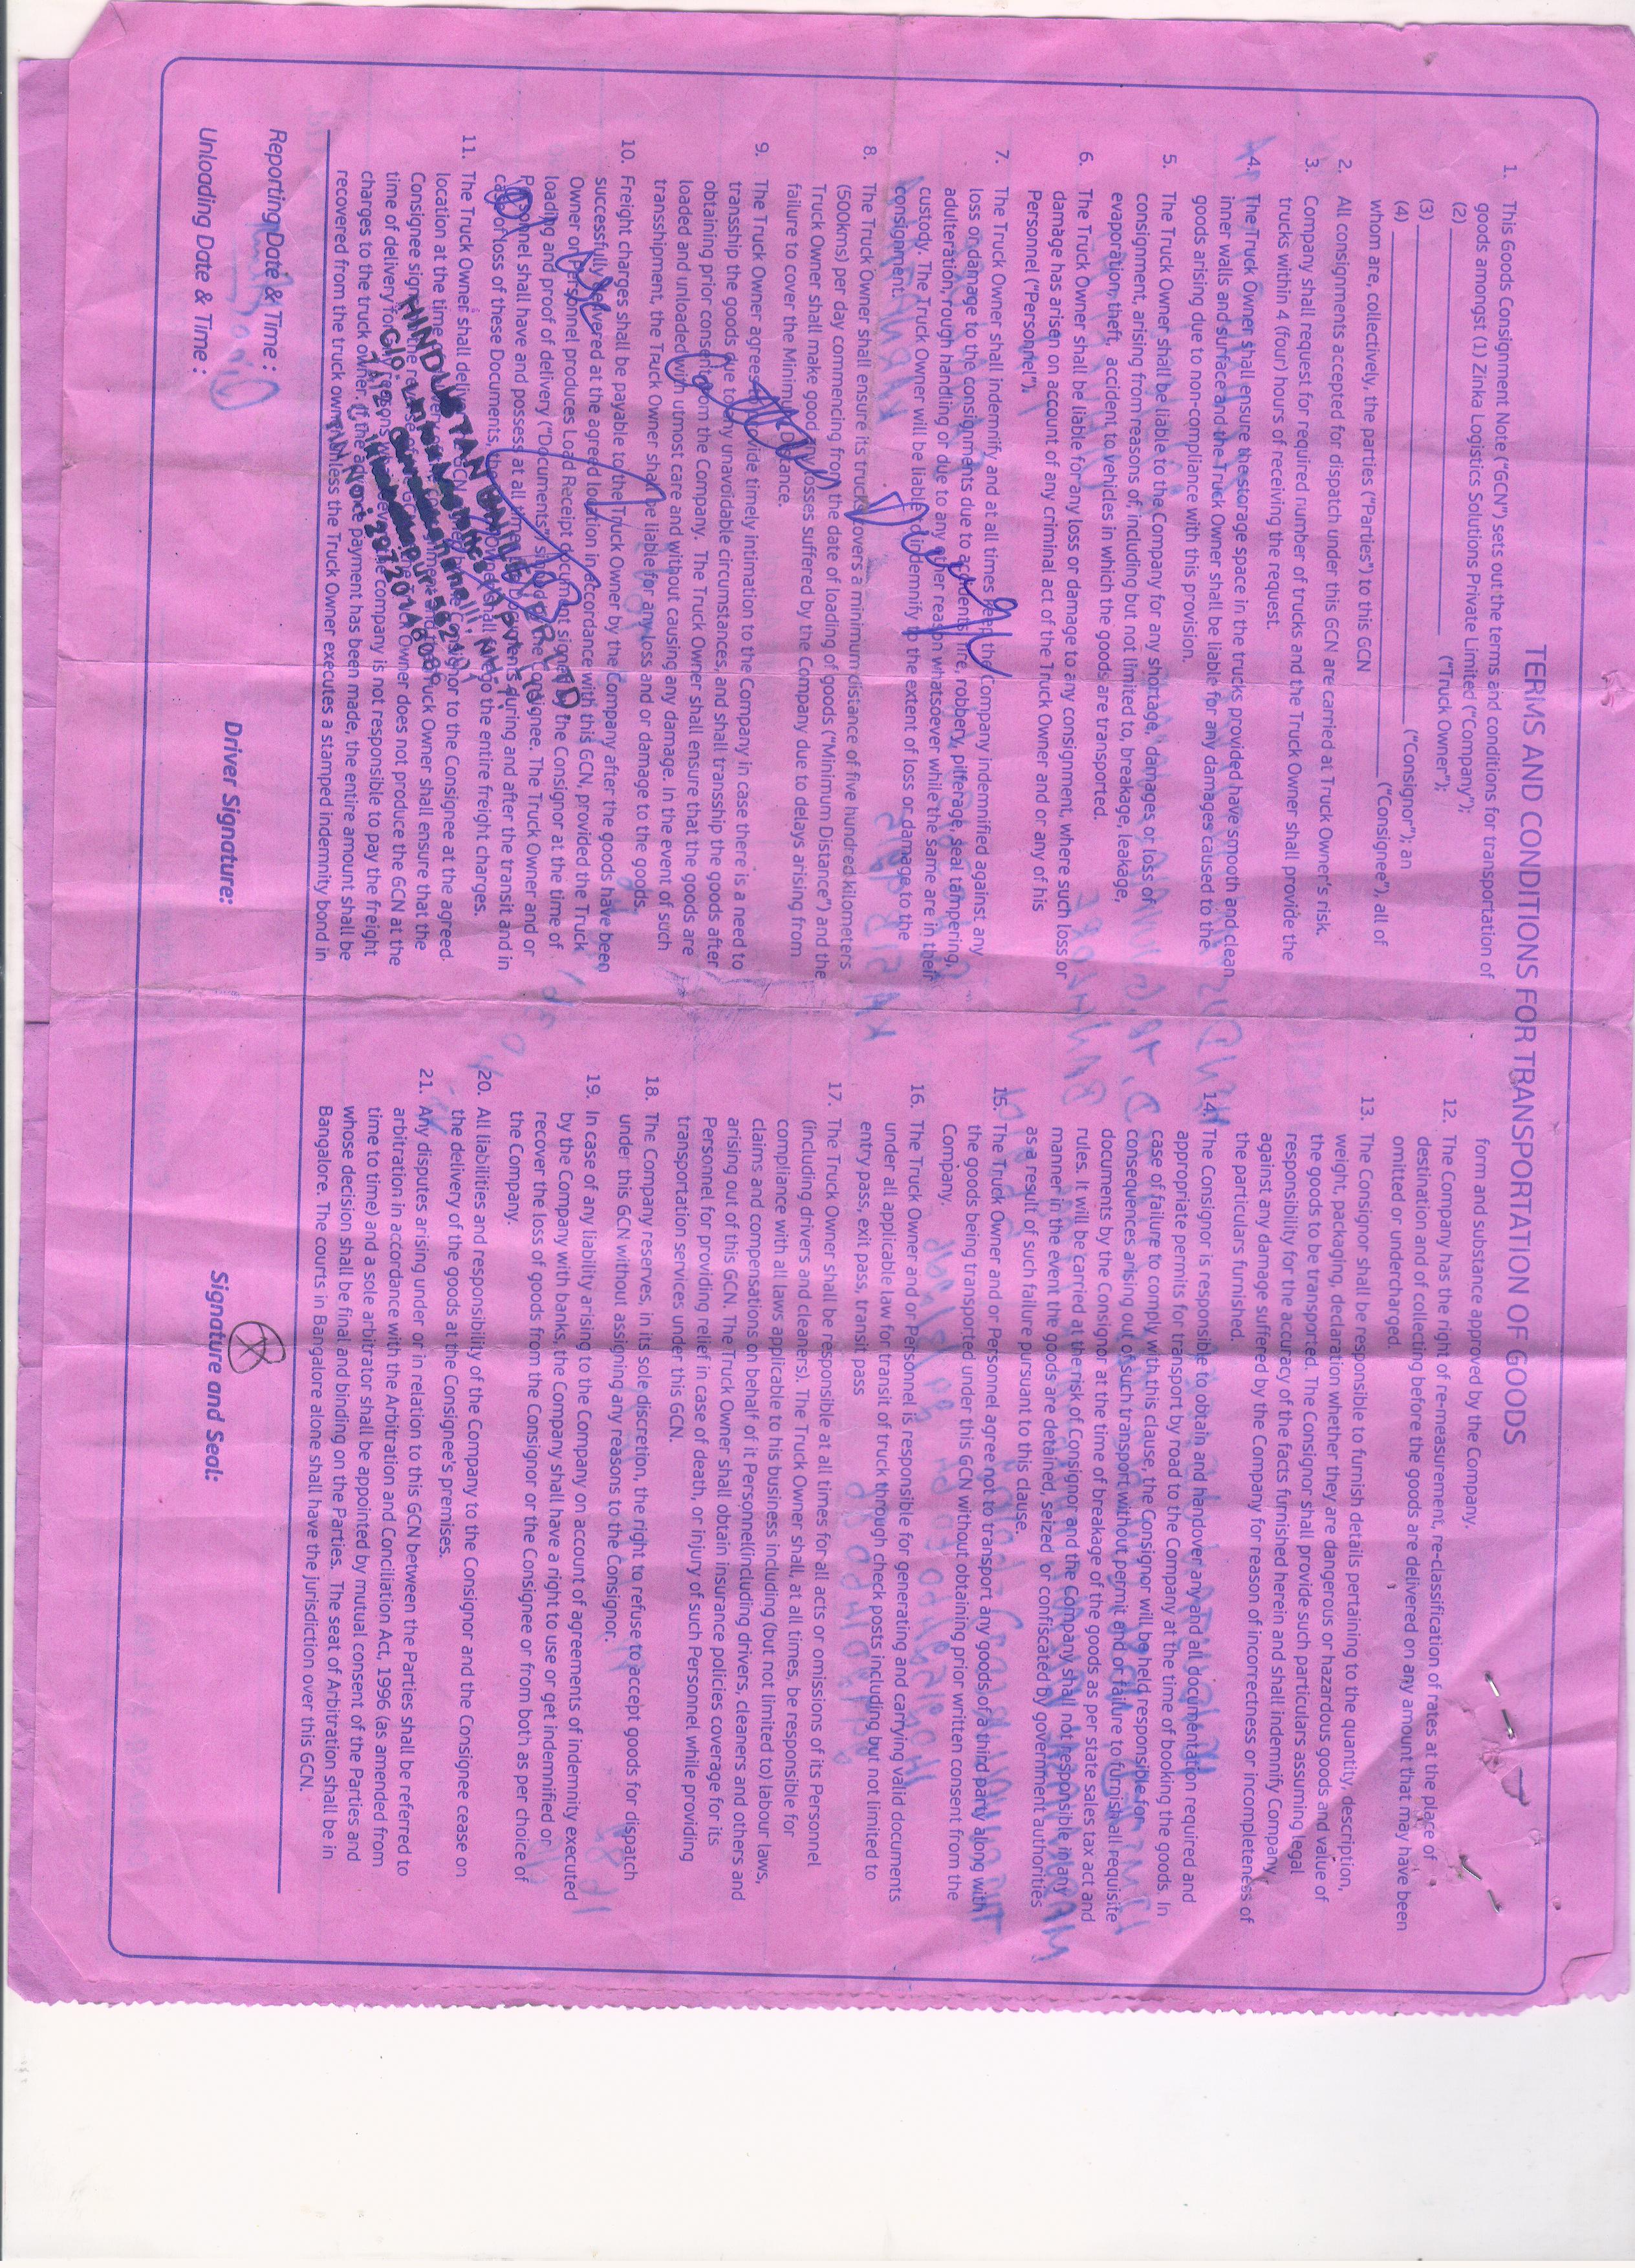 TERMS AND CONDITIONS FOR TRANSPORTATION OF GOODS
1. This Goods Consignment Note ("GCN") sets out the terms and conditions for transportation of
goods amongst (1) Zinka Logistics Solutions Private Limited ("Company");
(2) ("Truck Owner");
(3) ("Consignor"); an
(4) ("Consignee"), all of
whom are, collectively, the parties ("Parties") to this GCN
2. All consignments accepted for dispatch under this GCN are carried at Truck Owner's risk.
3. Company shall request for required number of trucks and the Truck Owner shall provide the
trucks within 4 (four) hours of receiving the request.
4. The Truck Owner shall ensure the storage space in the trucks provided have smooth and clean
inner walls and surface and the Truck Owner shall be liable for any damages caused to the
goods arising due to non-compliance with this provision.
5. The Truck Owner shall be liable to the Company for any shortage, damages or loss of
consignment, arising from reasons of, including but not limited to, breakage, leakage,
evaporation, theft, accident to vehicles in which the goods are transported.
6. The Truck Owner shall be liable for any loss or damage to any consignment, where such loss or
damage has arisen on account of any criminal act of the Truck Owner and or any of his
Personnel ("Personnel").
7. The Truck Owner shall indemnify and at all times keep the Company indemnified against any
loss or damage to the consignments due to accident, fire, robbery, pilferage, seal tampering,
adulteration, rough handling or due to any other reason whatsoever while the same are in their
custody. The Truck Owner will be liable to indemnify to the extent of loss or damage to the
consignment.
8. The Truck Owner shall ensure its truck covers a minimum distance of five hundred kilometers
(500kms) per day commencing from the date of loading of goods ("Minimum Distance") and the
Truck Owner shall make good losses suffered by the Company due to delays arising from
failure to cover the Minimum Distance.
9. The Truck Owner agrees to provide timely intimation to the Company in case there is a need to
transship the goods due to any unavoidable circumstances, and shall transship the goods after
obtaining prior consent from the Company. The Truck Owner shall ensure that the goods are
loaded and unloaded with upmost care and without causing any damage. In the event of such
transshipment, the Truck Owner shall be liable for any loss and or damage to the goods.
10. Freight charges shall be payable to the Truck Owner by the Company after the goods have been
successfully delivered at the agreed location in accordance with this GCN, provided the Truck
Owner or personnel produces Load Receipt document signed by the Consignor at the time of
loading and proof of delivery ("Documents") signed by the Consignee. The Truck Owner and or
Personnel shall have and possess at all times the Documents during and after the transit and in
case of loss of these Documents, shall forego the entire freight charges.
11. The Truck Owner shall deliver to the Consignee at the agreed
location at the time
Consignee sign the reverse of Truck Owner shall ensure that the
time of delivery for reasons Owner does not produce the GCN at the
charges to the truck owner. If the advance payment has been made, the entire amount shall be
recovered from the truck owner unless the Truck Owner executes a stamped indemnity bond in
HINDUSTAN UNILEVER LTD.
form and substance approved by the Company.
12. The Company has the right of re-measurement, re-classification of rates at the place of
destination and of collecting before the goods are delivered on any amount that may have been
omitted or undercharged.
13. The Consignor shall be responsible to furnish details pertaining to the quantity, description,
weight, packaging, declaration whether they are dangerous or hazardous goods and value of
the goods to be transported. The Consignor shall provide such particulars assuming legal
responsibility for the accuracy of the facts furnished herein and shall indemnify Company
against any damage suffered by the Company for reason of incorrectness or incompleteness of
the particulars furnished.
14. The Consignor is responsible to obtain and handover any and all documentation required and
appropriate permits for transport by road to the Company at the time of booking the goods. In
case of failure to comply with this clause, the Consignor will be held responsible for
consequences arising out of such transport without permit and or failure to furnish all requisite
documents by the Consignor at the time of breakage of the goods as per state sales tax act and
rules. It will be carried at the risk of Consignor and the Company shall not be responsible in any
manner in the event the goods are detained, seized or confiscated by government authorities
as a result of such failure pursuant to this clause.
15. The Truck Owner and or Personnel agree not to transport any goods of a third party along with
the goods being transported under this GCN without obtaining prior written consent from the
Company.
16. The Truck Owner and or Personnel is responsible for generating and carrying valid documents
under all applicable law for transit of truck through check posts including but not limited to
entry pass, exit pass, transit pass
17. The Truck Owner shall be responsible at all times for all acts or omissions of its Personnel
(including drivers and cleaners). The Truck Owner shall, at all times, be responsible for
compliance with all laws applicable to his business including (but not limited to) labour laws,
claims and compensations on behalf of it Personnel(including drivers, cleaners and others and
arising out of this GCN. The Truck Owner shall obtain insurance policies coverage for its
Personnel for providing relief in case of death, or injury of such Personnel while providing
transportation services under this GCN.
18. The Company reserves, in its sole discretion, the right to refuse to accept goods for dispatch
under this GCN without assigning any reasons to the Consignor.
19. In case of any liability arising to the Company on account of agreements of indemnity executed
by the Company with banks, the Company shall have a right to use or get indemnified or
recover the loss of goods from the Consignor or the Consignee or from both as per choice of
the Company.
20. All liabilities and responsibility of the Company to the Consignor and the Consignee cease on
the delivery of the goods at the Consignee's premises.
21. Any disputes arising under or in relation to this GCN between the Parties shall be referred to
arbitration in accordance with the Arbitration and Conciliation Act, 1996 (as amended from
time to time) and a sole arbitrator shall be appointed by mutual consent of the Parties and
whose decision shall be final and binding on the Parties. The seat of Arbitration shall be in
Bangalore. The courts in Bangalore alone shall have the jurisdiction over this GCN.
Reporting Date & Time :
Unloading Date & Time :
Driver Signature:
Signature and Seal: